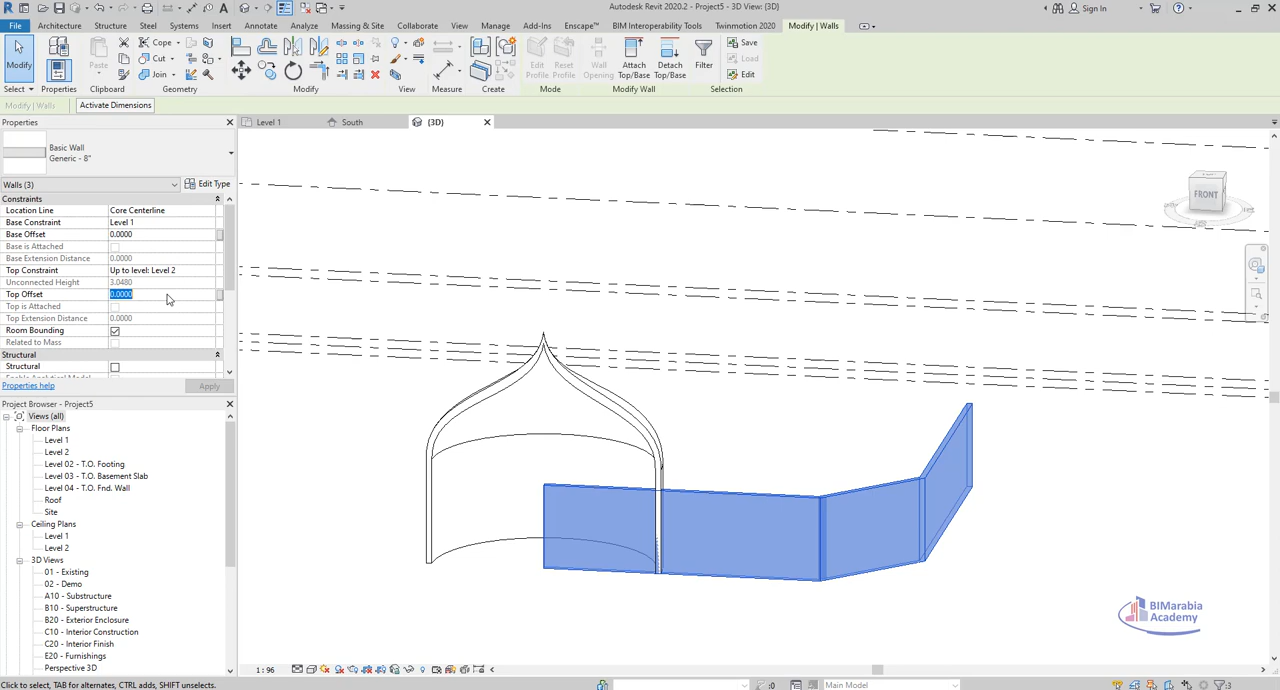 Autodesk Revit 2020.2 - Project5 - 3D View: {3D}
Sign In
File Architecture Structure Steel Systems Insert Annotate Analyze Massing & Site Collaborate View Manage Add-Ins Enscape™ BIM Interoperability Tools Twinmotion 2020 Modify | Walls
Modify
Properties
Paste
Cope
Cut
Join
Edit Profile
Reset Profile
Wall Opening
Attach Top/Base
Detach Top/Base
Filter
Save
Load
Edit
Select Properties Clipboard Geometry Modify View Measure Create Mode Modify Wall Selection
Modify | Walls Activate Dimensions
Properties
Level 1 South {3D}
Basic Wall
Generic - 8"
Walls (3) Edit Type
Constraints
Location Line Core Centerline
Base Constraint Level 1
Base Offset 0.0000
Base is Attached
Base Extension Distance 0.0000
Top Constraint Up to level: Level 2
Unconnected Height 3.0480
Top Offset 0.0000
Top is Attached
Top Extension Distance 0.0000
Room Bounding
Related to Mass
Structural
Structural
Properties help Apply
Project Browser - Project5
Views (all)
Floor Plans
Level 1
Level 2
Level 02 - T.O. Footing
Level 03 - T.O. Basement Slab
Level 04 - T.O. Fnd. Wall
Roof
Site
Ceiling Plans
Level 1
Level 2
3D Views
01 - Existing
02 - Demo
A10 - Substructure
B10 - Superstructure
B20 - Exterior Enclosure
C10 - Interior Construction
C20 - Interior Finish
E20 - Furnishings
Perspective 3D
FRONT
BIMarabia
Academy
1 : 96
Click to select, TAB for alternates, CTRL adds, SHIFT unselects.
:0
Main Model
:3